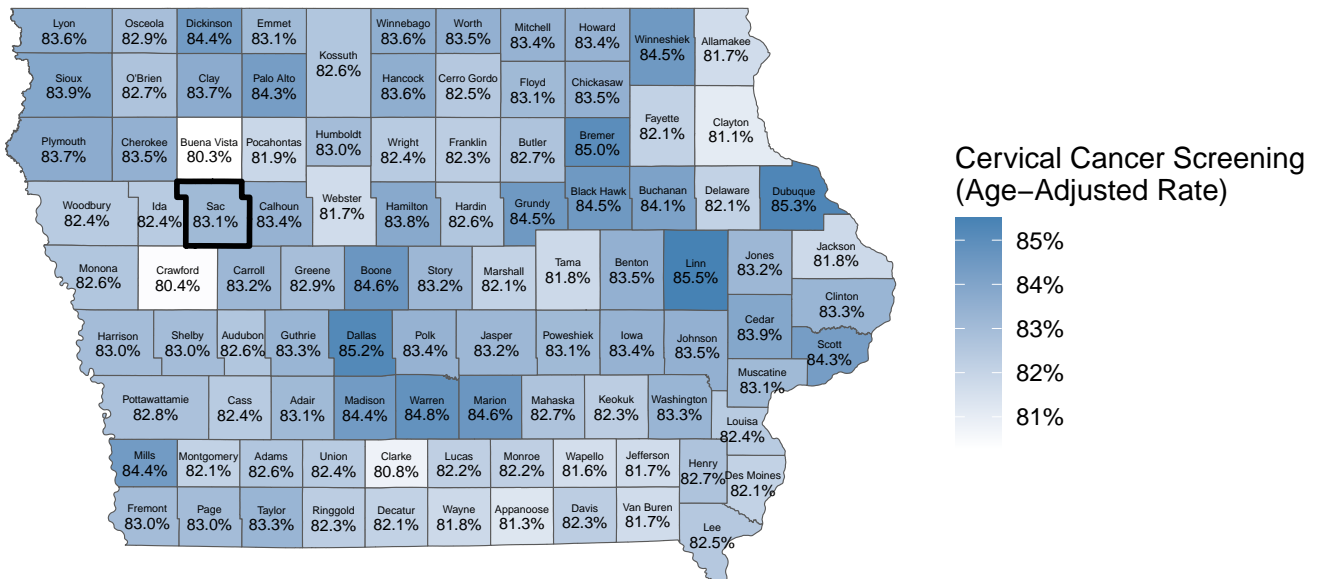 Lyon
83.6%
Osceola
82.9%
Dickinson
84.4%
Emmet
83.1%
Kossuth
82.6%
Winnebago
83.6%
Worth
83.5%
Mitchell
83.4%
Howard
83.4%
Winneshiek
84.5%
Allamakee
81.7%
Sioux
83.9%
O'Brien
82.7%
Clay
83.7%
Palo Alto
84.3%
Hancock
83.6%
Cerro Gordo
82.5%
Floyd
83.1%
Chickasaw
83.5%
Fayette
82.1%
Clayton
81.1%
Plymouth
83.7%
Cherokee
83.5%
Buena Vista
80.3%
Pocahontas
81.9%
Humboldt
83.0%
Wright
82.4%
Franklin
82.3%
Butler
82.7%
Bremer
85.0%
Woodbury
82.4%
Ida
82.4%
Sac
83.1%
Calhoun
83.4%
Webster
81.7%
Hamilton
83.8%
Hardin
82.6%
Grundy
84.5%
Black Hawk
84.5%
Buchanan
84.1%
Delaware
82.1%
Dubuque
85.3%
Monona
82.6%
Crawford
80.4%
Carroll
83.2%
Greene
82.9%
Boone
84.6%
Story
83.2%
Marshall
82.1%
Tama
81.8%
Benton
83.5%
Linn
85.5%
Jones
83.2%
Jackson
81.8%
Clinton
83.3%
Harrison
83.0%
Shelby
83.0%
Audubon
82.6%
Guthrie
83.3%
Dallas
85.2%
Polk
83.4%
Jasper
83.2%
Poweshiek
83.1%
Iowa
83.4%
Johnson
83.5%
Cedar
83.9%
Scott
84.3%
Muscatine
83.1%
Pottawattamie
82.8%
Cass
82.4%
Adair
83.1%
Madison
84.4%
Warren
84.8%
Marion
84.6%
Mahaska
82.7%
Keokuk
82.3%
Washington
83.3%
Louisa
82.4%
Mills
84.4%
Montgomery
82.1%
Adams
82.6%
Union
82.4%
Clarke
80.8%
Lucas
82.2%
Monroe
82.2%
Wapello
81.6%
Jefferson
81.7%
Henry
82.7%
Des Moines
82.1%
Fremont
83.0%
Page
83.0%
Taylor
83.3%
Ringgold
82.3%
Decatur
82.1%
Wayne
81.8%
Appanoose
81.3%
Davis
82.3%
Van Buren
81.7%
Lee
82.5%
Cervical Cancer Screening
(Age−Adjusted Rate)
85%
84%
83%
82%
81%